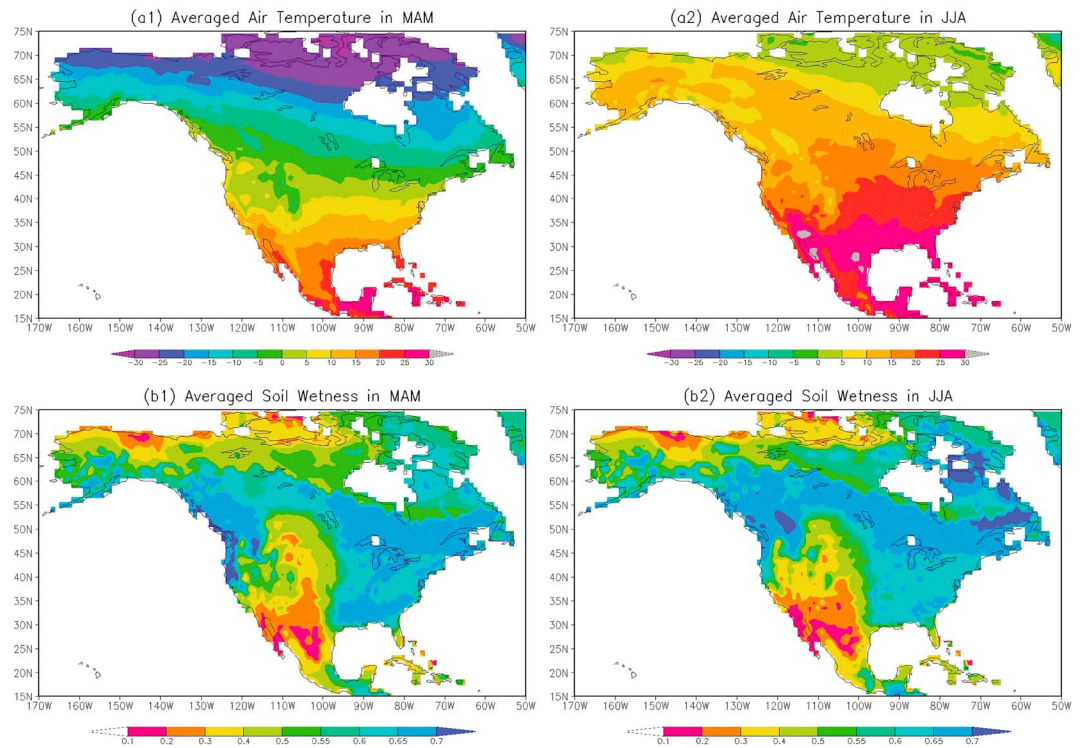 (a1) Averaged Air Temperature in MAM
75N
70N
65N
60N
55N
50N
45N
40N
35N
30N
25N
20N
15N
170W 160W 150W 140W 130W 120W 110W 100W 90W 80W 70W 60W 50W
-30 -25 -20 -15 -10 -5 0 5 10 15 20 25 30
(a2) Averaged Air Temperature in JJA
75N
70N
65N
60N
55N
50N
45N
40N
35N
30N
25N
20N
15N
170W 160W 150W 140W 130W 120W 110W 100W 90W 80W 70W 60W 50W
-30 -25 -20 -15 -10 -5 0 5 10 15 20 25 30
(b1) Averaged Soil Wetness in MAM
75N
70N
65N
60N
55N
50N
45N
40N
35N
30N
25N
20N
15N
170W 160W 150W 140W 130W 120W 110W 100W 90W 80W 70W 60W 50W
0.1 0.2 0.3 0.4 0.5 0.55 0.6 0.65 0.7
(b2) Averaged Soil Wetness in JJA
75N
70N
65N
60N
55N
50N
45N
40N
35N
30N
25N
20N
15N
170W 160W 150W 140W 130W 120W 110W 100W 90W 80W 70W 60W 50W
0.1 0.2 0.3 0.4 0.5 0.55 0.6 0.65 0.7